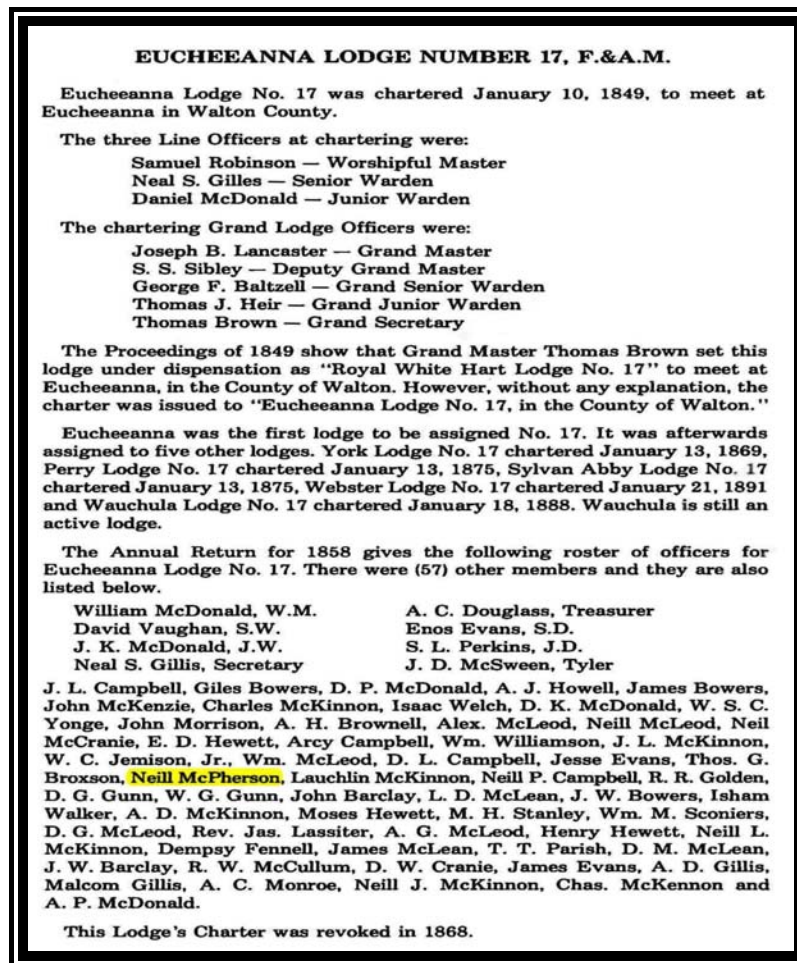 EUCHEEANNA LODGE NUMBER 17, F.&A.M.
Eucheeanna Lodge No. 17 was chartered January 10, 1849, to meet at
Eucheeanna in Walton County.
The three Line Officers at chartering were:
Samuel Robinson — Worshipful Master
Neal S. Gilles — Senior Warden
Daniel McDonald — Junior Warden
The chartering Grand Lodge Officers were:
Joseph B. Lancaster — Grand Master
S. S. Sibley — Deputy Grand Master
George F. Baltzell — Grand Senior Warden
Thomas J. Heir — Grand Junior Warden
Thomas Brown — Grand Secretary
The Proceedings of 1849 show that Grand Master Thomas Brown set this
lodge under dispensation as "Royal White Hart Lodge No. 17" to meet at
Eucheeanna, in the County of Walton. However, without any explanation, the
charter was issued to "Eucheeanna Lodge No. 17, in the County of Walton."
Eucheeanna was the first lodge to be assigned No. 17. It was afterwards
assigned to five other lodges. York Lodge No. 17 chartered January 13, 1869,
Perry Lodge No. 17 chartered January 13, 1875, Sylvan Abby Lodge No. 17
chartered January 13, 1875, Webster Lodge No. 17 chartered January 21, 1891
and Wauchula Lodge No. 17 chartered January 18, 1888. Wauchula is still an
active lodge.
The Annual Return for 1858 gives the following roster of officers for
Eucheeanna Lodge No. 17. There were (57) other members and they are also
listed below.
William McDonald, W.M. A. C. Douglass, Treasurer
David Vaughan, S.W. Enos Evans, S.D.
J. K. McDonald, J.W. S. L. Perkins, J.D.
Neal S. Gillis, Secretary J. D. McSween, Tyler
J. L. Campbell, Giles Bowers, D. P. McDonald, A. J. Howell, James Bowers,
John McKenzie, Charles McKinnon, Isaac Welch, D. K. McDonald, W. S. C.
Yonge, John Morrison, A. H. Brownell, Alex. McLeod, Neill McLeod, Neil
McCranie, E. D. Hewett, Arcy Campbell, Wm. Williamson, J. L. McKinnon,
W. C. Jemison, Jr., Wm. McLeod, D. L. Campbell, Jesse Evans, Thos. G.
Broxson, Neill McPherson, Lauchlin McKinnon, Neill P. Campbell, R. R. Golden,
D. G. Gunn, W. G. Gunn, John Barclay, L. D. McLean, J. W. Bowers, Isham
Walker, A. D. McKinnon, Moses Hewett, M. H. Stanley, Wm. M. Sconiers,
D. G. McLeod, Rev. Jas. Lassiter, A. G. McLeod, Henry Hewett, Neill L.
McKinnon, Dempsy Fennell, James McLean, T. T. Parish, D. M. McLean,
J. W. Barclay, R. W. McCullum, D. W. Cranie, James Evans, A. D. Gillis,
Malcom Gillis, A. C. Monroe, Neill J. McKinnon, Chas. McKennon and
A. P. McDonald.
This Lodge's Charter was revoked in 1868.